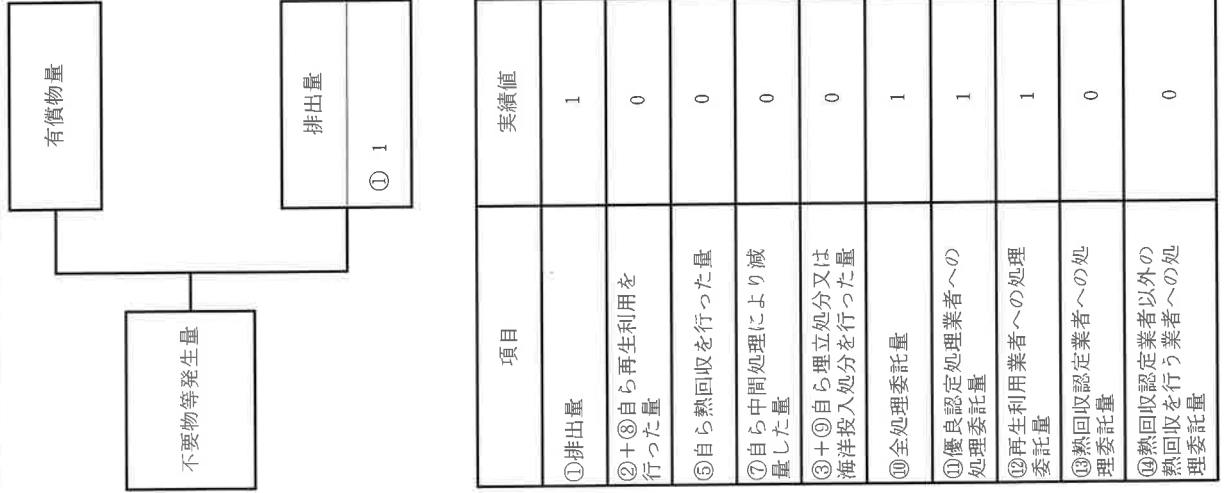 有償物量
不要物等発生量
排出量
① 1
項目
実績値
①排出量
1
②+⑧自ら再生利用を
行った量
0
⑤自ら熱回収を行った量
0
⑦自ら中間処理により減
量した量
0
③+⑨自ら埋立処分又は
海洋投入処分を行った量
0
⑩全処理委託量
1
⑪優良認定処理業者への
処理委託量
1
⑫再生利用業者への処理
委託量
1
⑬熱回収認定業者への処
理委託量
0
⑭熱回収認定業者以外の
熱回収を行う業者への処
理委託量
0